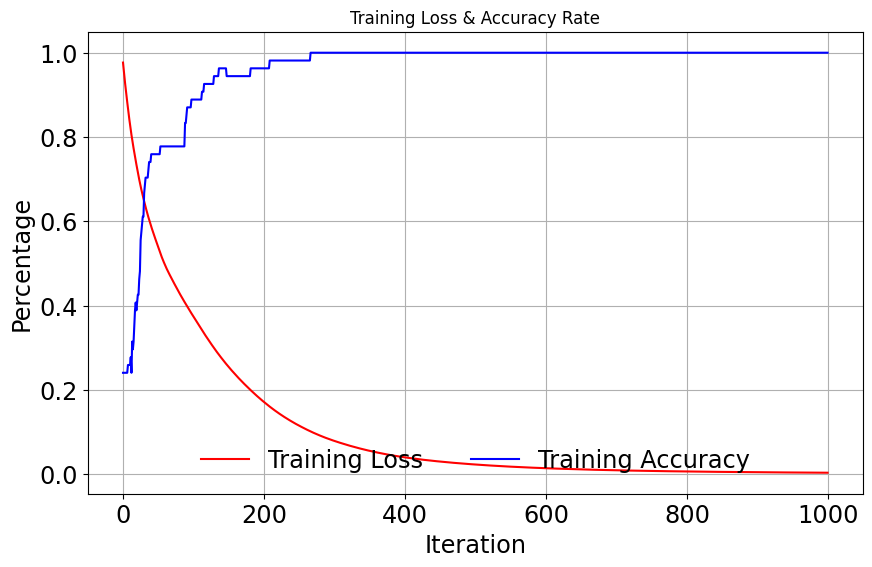 Training Loss & Accuracy Rate
1.0
0.8
0.6
0.4
0.2
0.0
Percentage
Training Loss
Training Accuracy
0 200 400 600 800 1000
Iteration